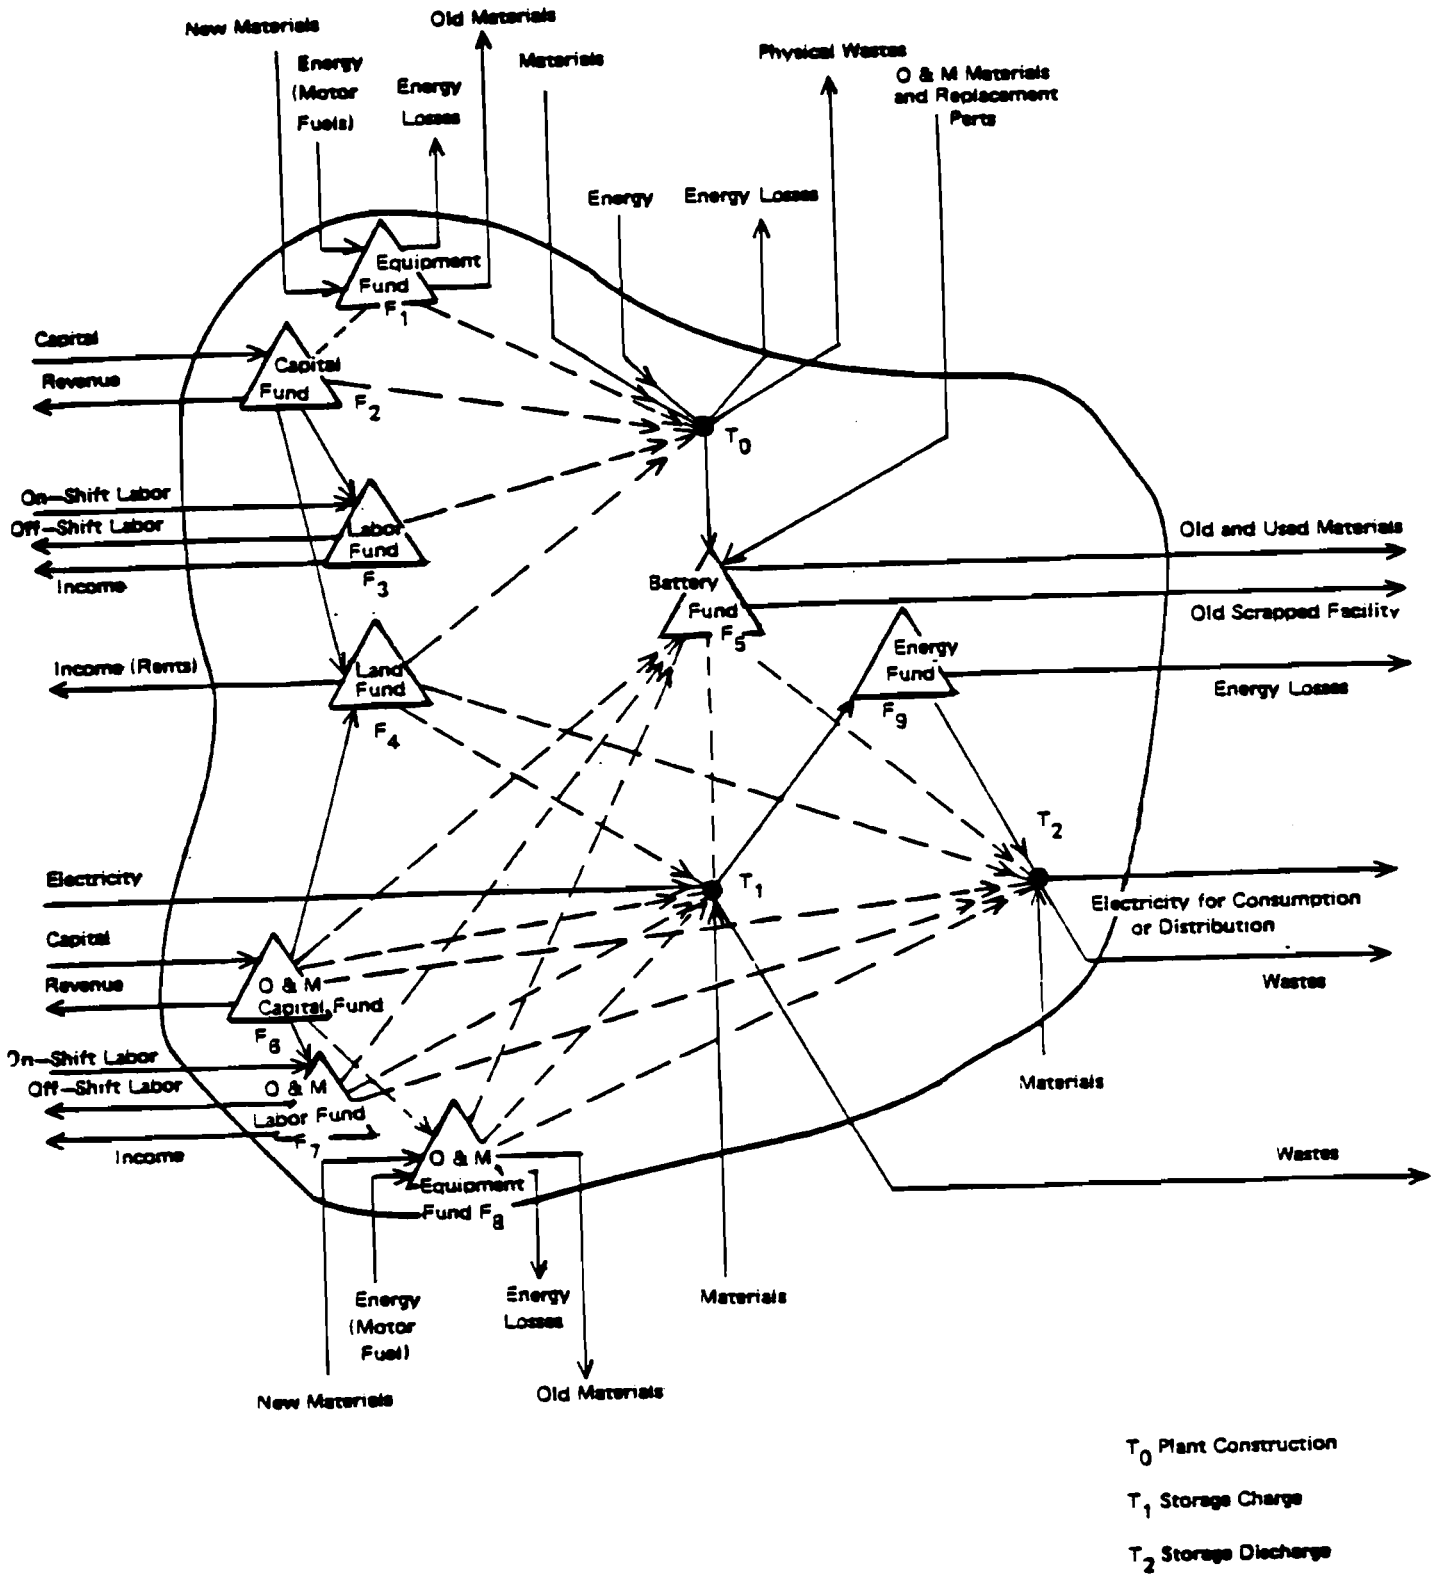 New Materials
Old Materials
Energy
(Motor
Fuels)
Energy
Losses
Materials
Physical Wastes
O & M Materials
and Replacement
Parts
Energy
Energy Losses
Equipment
Fund
F1
Capital
Revenue
Capital
Fund
F2
T0
On-Shift Labor
Off-Shift Labor
Income
Labor
Fund
F3
Old and Used Materials
Old Scrapped Facility
Battery
Fund
F5
Income (Rents)
Land
Fund
F4
Energy
Fund
F9
Energy Losses
T2
Electricity
T1
Electricity for Consumption
or Distribution
Capital
Revenue
O & M
Capital Fund
F6
Wastes
On-Shift Labor
Off-Shift Labor
Income
O & M
Labor Fund
F7
Materials
O & M
Equipment
Fund F8
Wastes
Energy
(Motor
Fuel)
Energy
Losses
Materials
New Materials
Old Materials
T0 Plant Construction
T1 Storage Charge
T2 Storage Discharge